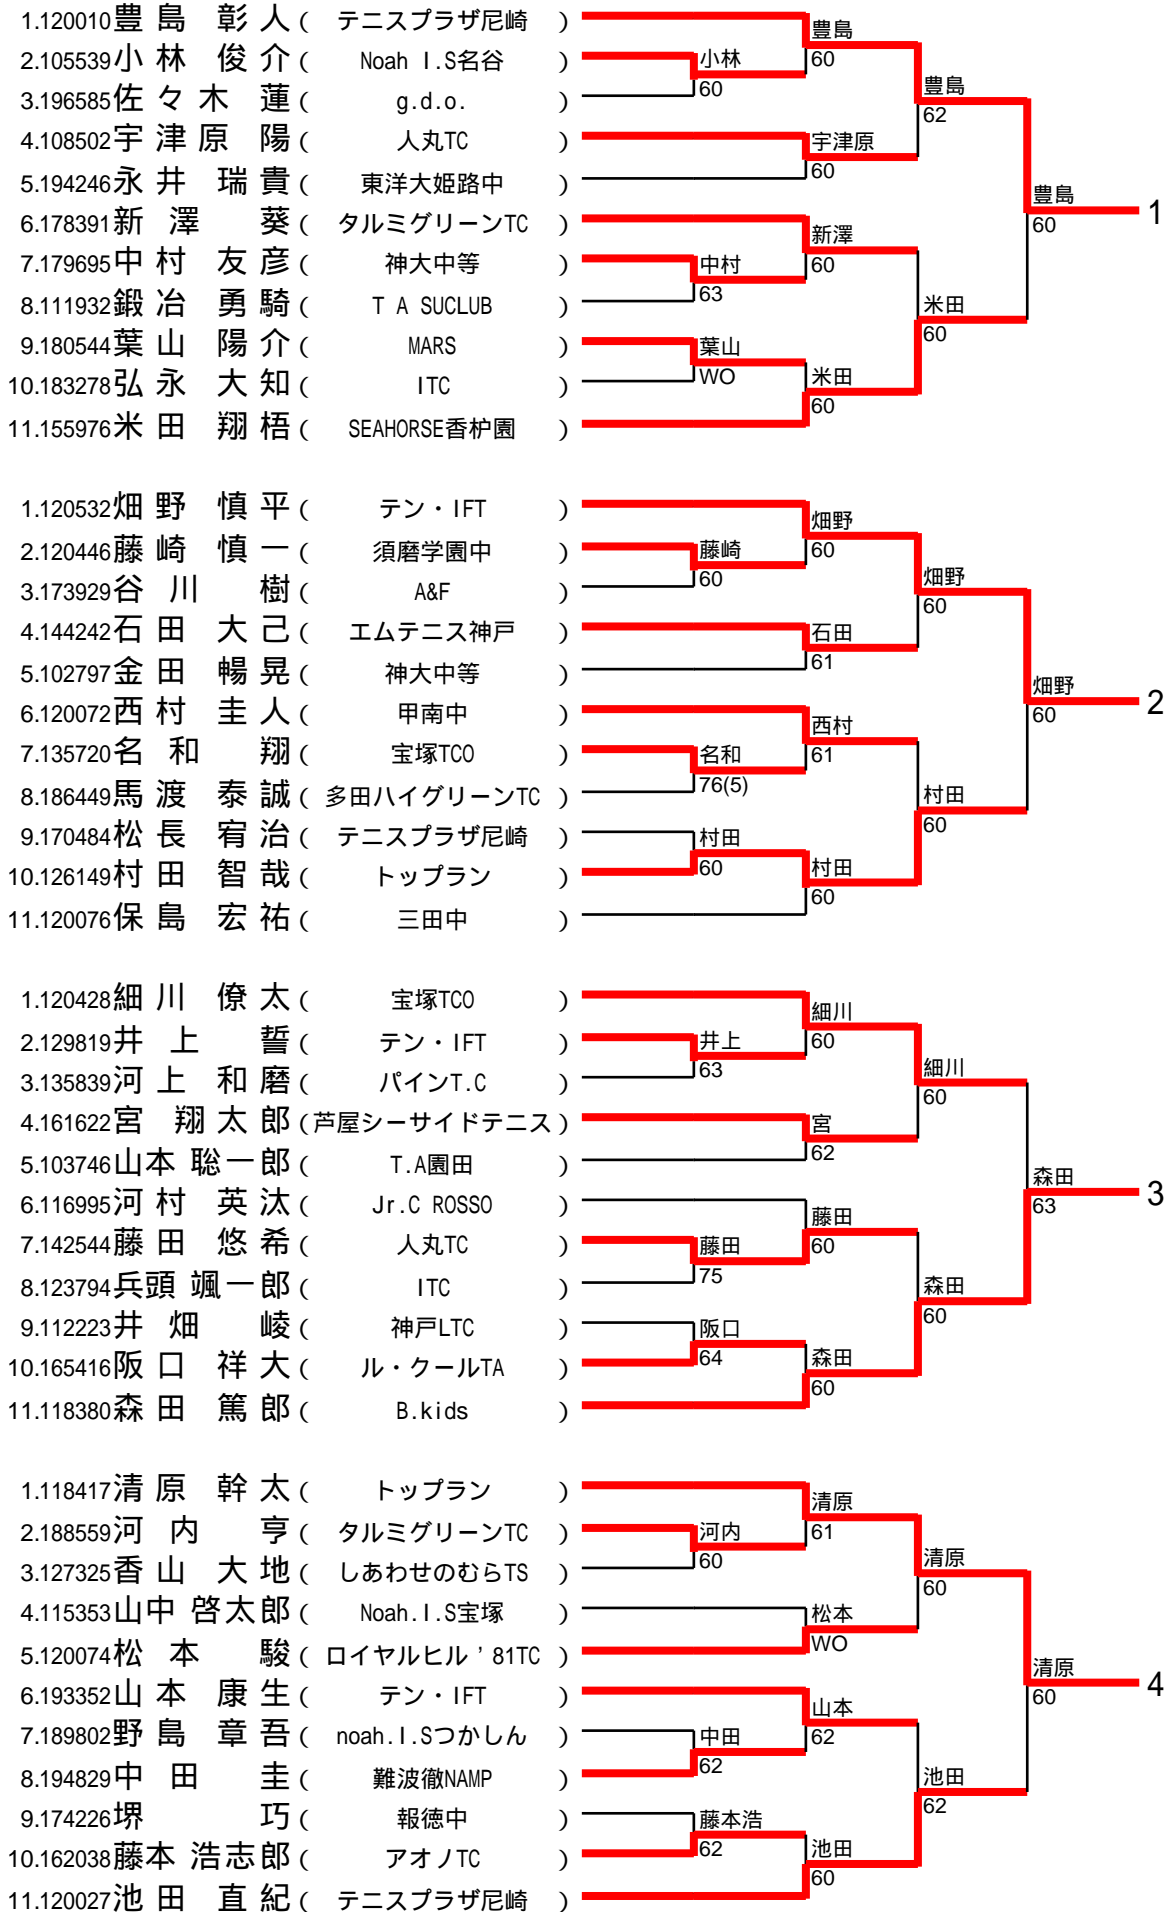 1.120010豊島 彰人( テニスプラザ尼崎 )
豊島
2.105539小林 俊介( Noah I.S名谷 )
小林
60
3.196585佐々木 蓮( g.d.o. )
60
豊島
62
4.108502宇津原 陽( 人丸TC )
宇津原
5.194246永井 瑞貴( 東洋大姫路中 )
60
豊島
1
60
6.178391新澤 葵( タルミグリーンTC )
新澤
7.179695中村 友彦( 神大中等 )
中村
60
8.111932鍛冶 勇騎( T A SUCLUB )
63
米田
60
9.180544葉山 陽介( MARS )
葉山
10.183278弘永 大知( ITC )
WO
米田
60
11.155976米田 翔梧( SEAHORSE香枦園 )
1.120532畑野 慎平( テン・IFT )
畑野
2.120446藤崎 慎一( 須磨学園中 )
藤崎
60
3.173929谷川 樹( A&F )
60
畑野
60
4.144242石田 大己( エムテニス神戸 )
石田
5.102797金田 暢晃( 神大中等 )
61
畑野
2
60
6.120072西村 圭人( 甲南中 )
西村
7.135720名和 翔( 宝塚TCO )
名和
61
8.186449馬渡 泰誠( 多田ハイグリーンTC )
76(5)
村田
60
9.170484松長 宥治( テニスプラザ尼崎 )
村田
10.126149村田 智哉( トップラン )
60
村田
60
11.120076保島 宏祐( 三田中 )
1.120428細川 僚太( 宝塚TCO )
細川
2.129819井上 誓( テン・IFT )
井上
60
3.135839河上 和磨( パインT.C )
63
細川
60
4.161622宮 翔太郎(芦屋シーサイドテニス)
宮
5.103746山本 聡一郎( T.A園田 )
62
森田
3
63
6.116995河村 英汰( Jr.C ROSSO )
藤田
7.142544藤田 悠希( 人丸TC )
藤田
60
8.123794兵頭 颯一郎( ITC )
75
森田
60
9.112223井畑 崚( 神戸LTC )
阪口
10.165416阪口 祥大( ル・クールTA )
64
森田
60
11.118380森田 篤郎( B.kids )
1.118417清原 幹太( トップラン )
清原
2.188559河内 亨( タルミグリーンTC )
河内
61
3.127325香山 大地( しあわせのむらTS )
60
清原
60
4.115353山中 啓太郎( Noah.I.S宝塚 )
松本
5.120074松本 駿( ロイヤルヒル'81TC )
WO
清原
4
60
6.193352山本 康生( テン・IFT )
山本
7.189802野島 章吾( noah.I.Sつかしん )
中田
62
8.194829中田 圭( 難波徹NAMP )
62
池田
62
9.174226堺 巧( 報徳中 )
藤本浩
10.162038藤本 浩志郎( アオノTC )
62
池田
60
11.120027池田 直紀( テニスプラザ尼崎 )